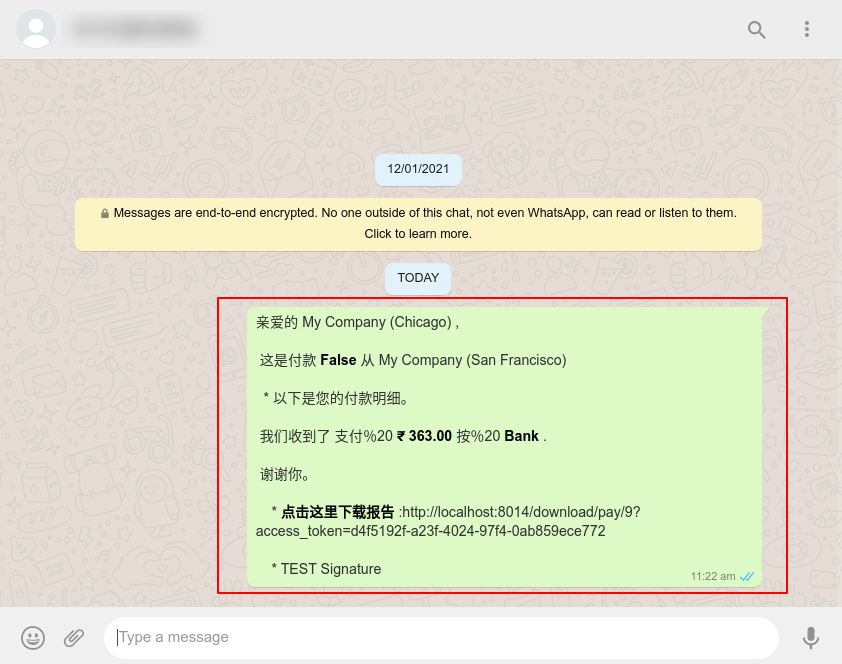 12/01/2021
Messages are end-to-end encrypted. No one outside of this chat, not even WhatsApp, can read or listen to them.
Click to learn more.
TODAY
亲爱的 My Company (Chicago) ,
这是付款 False 从 My Company (San Francisco)
* 以下是您的付款明细。
我们收到了 支付%20 ₹ 363.00 按%20 Bank .
谢谢你。
* 点击这里下载报告 :http://localhost:8014/download/pay/9?
access_token=d4f5192f-a23f-4024-97f4-0ab859ece772
* TEST Signature
11:22 am
Type a message